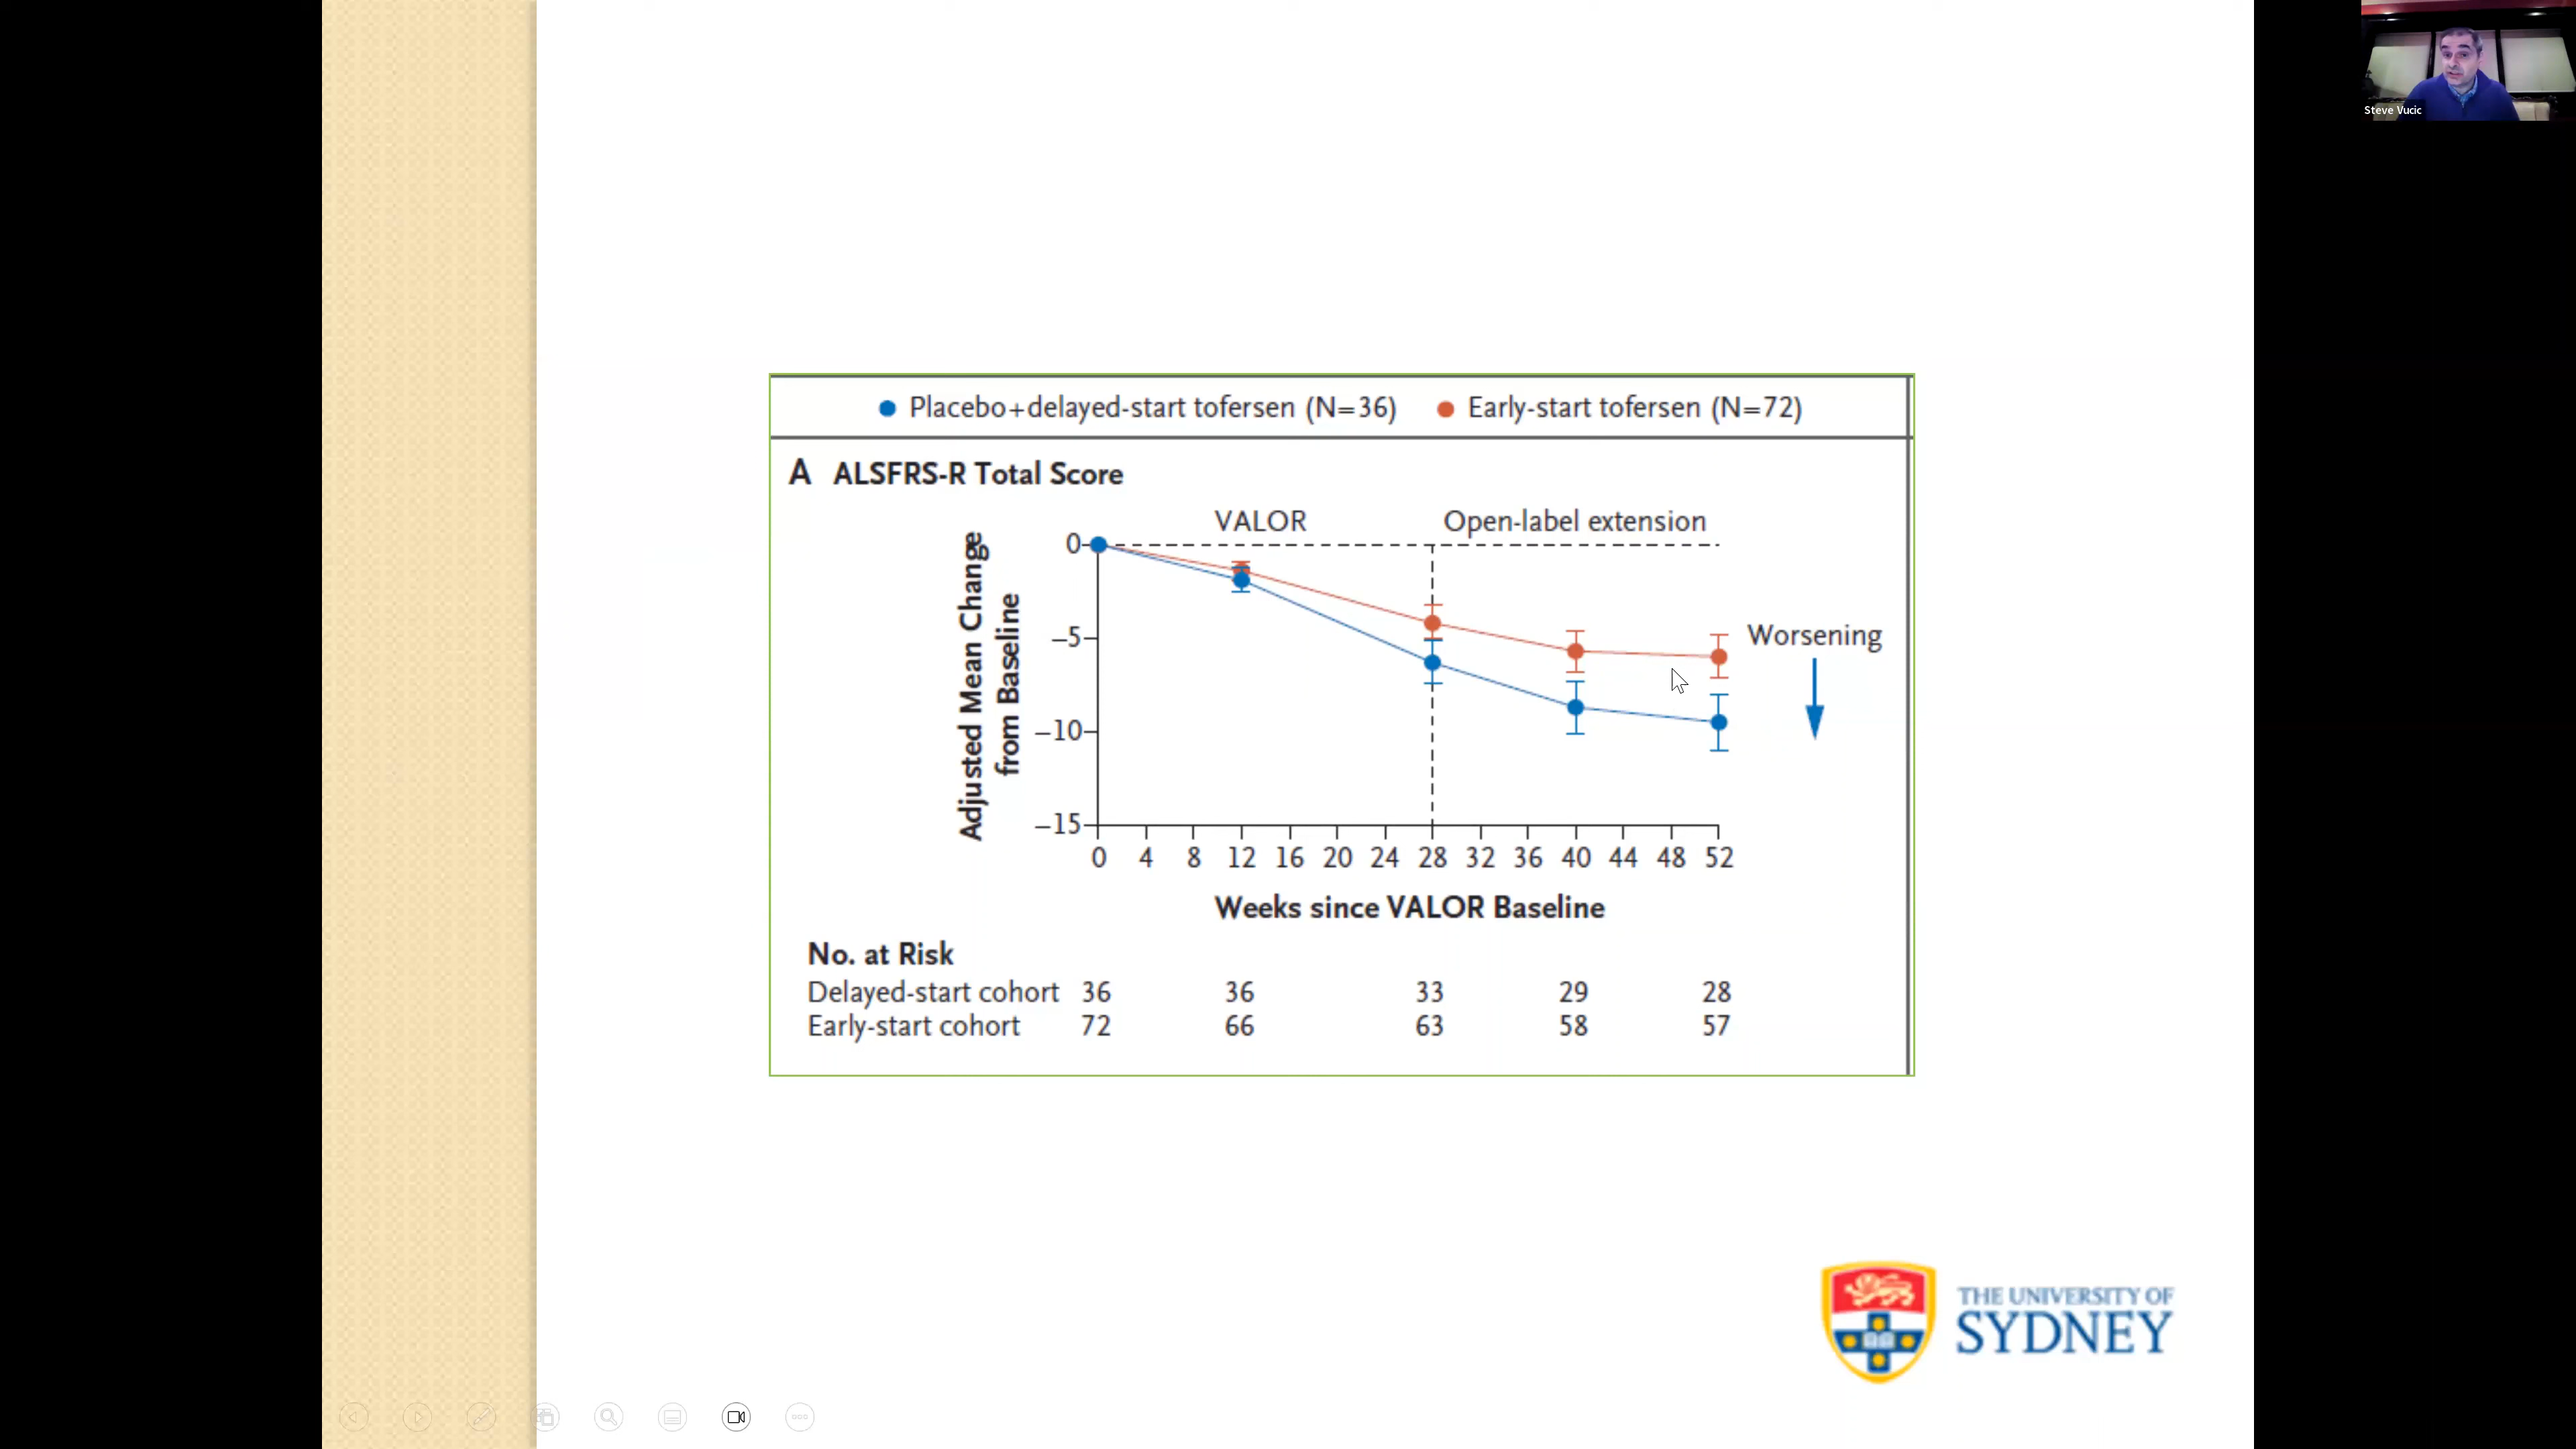 Steve Vucic
Placebo+delayed-start tofersen (N=36) Early-start tofersen (N=72)
A ALSFRS-R Total Score
VALOR Open-label extension
Adjusted Mean Change
from Baseline
0
−5
−10
−15
Worsening
0 4 8 12 16 20 24 28 32 36 40 44 48 52
Weeks since VALOR Baseline
No. at Risk
Delayed-start cohort 36 36 33 29 28
Early-start cohort 72 66 63 58 57
THE UNIVERSITY OF
SYDNEY